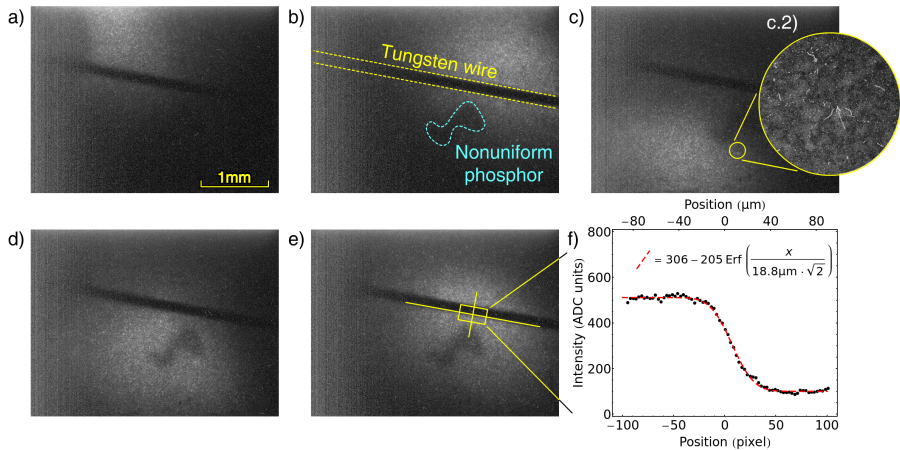 a)
1mm
b)
Tungsten wire
Nonuniform
phosphor
c)
c.2)
d)
e)
f)
Position (μm)
−80 −40 0 40 80
= 306 − 205 Erf ( x / 18.8μm · √2 )
Intensity (ADC units)
800
600
400
200
0
−100 −50 0 50 100
Position (pixel)